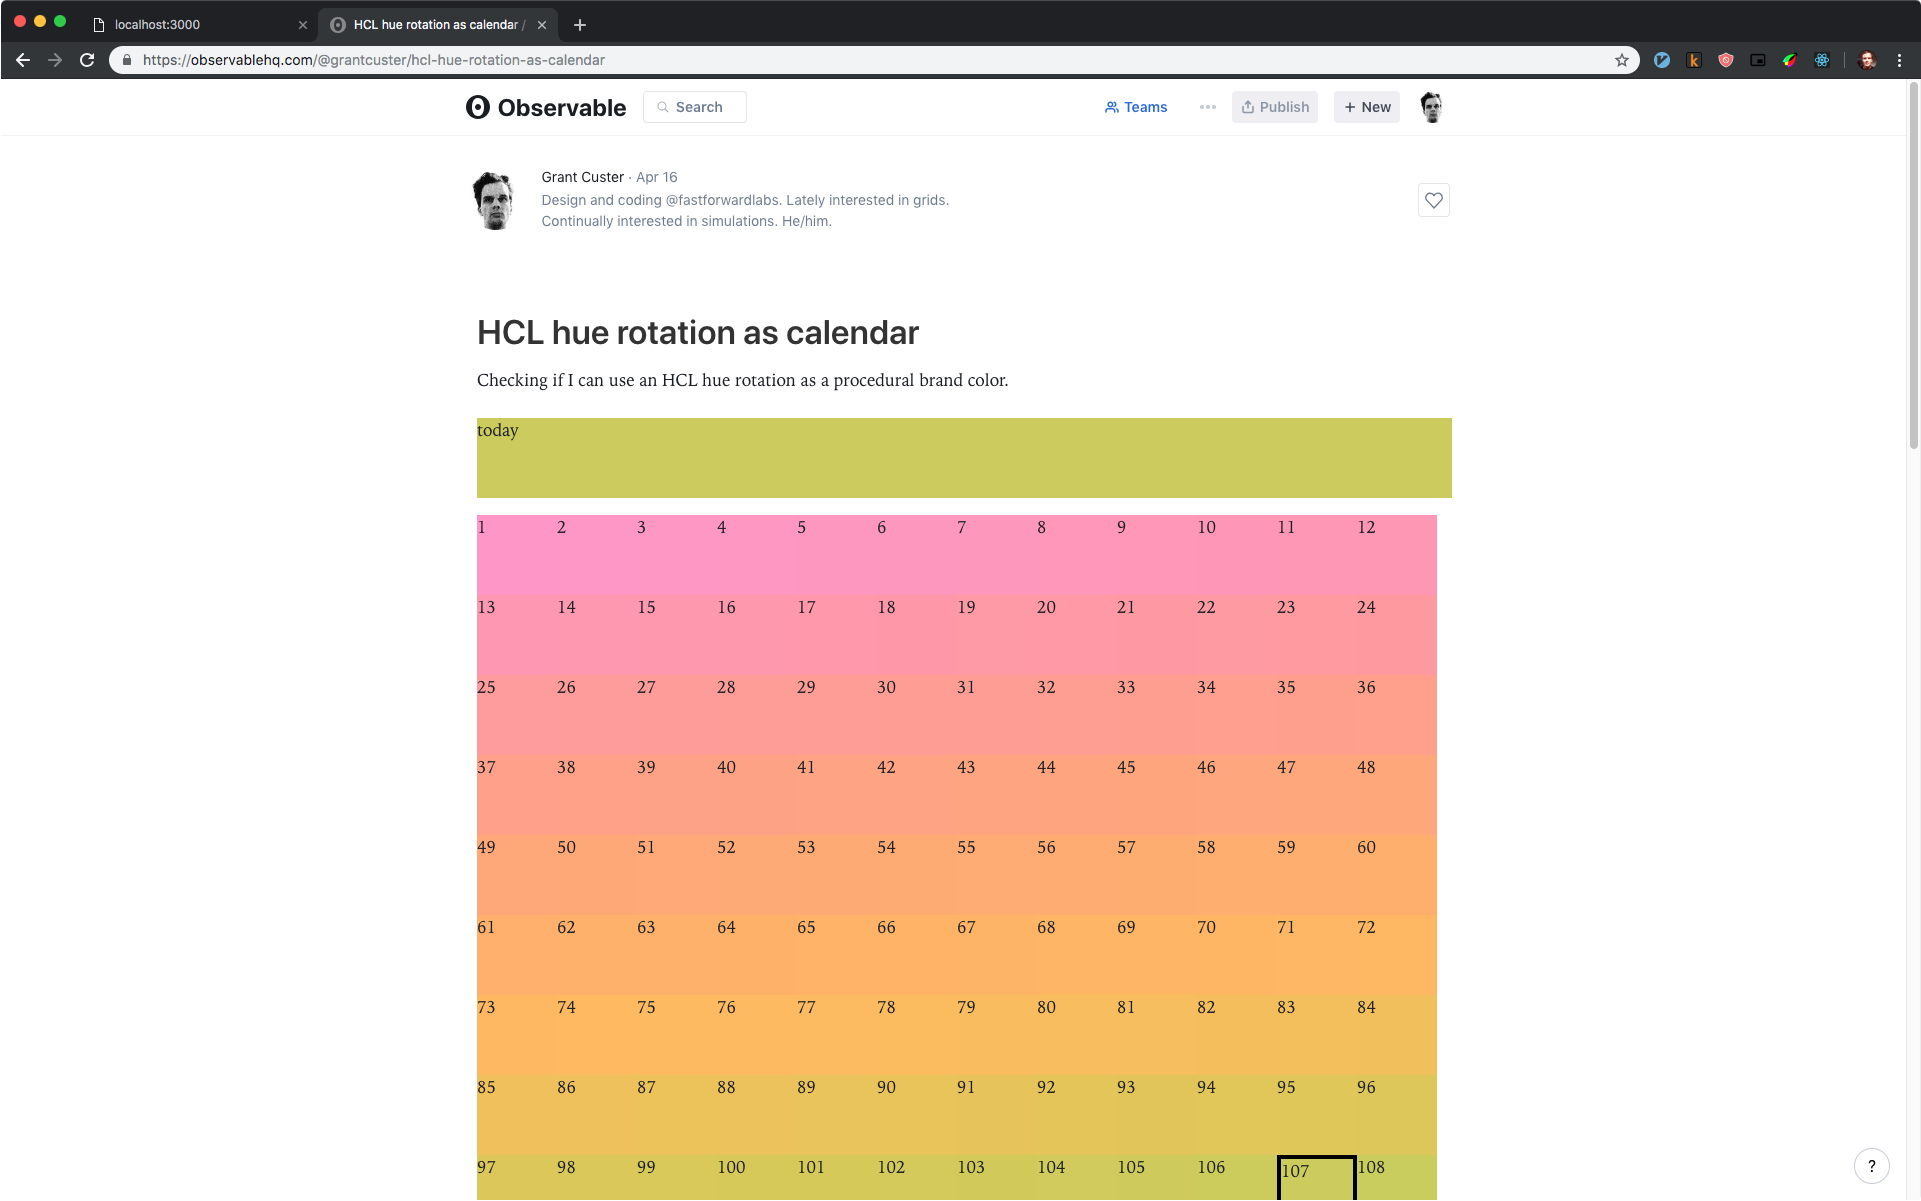 localhost:3000
HCL hue rotation as calendar /
https://observablehq.com/@grantcuster/hcl-hue-rotation-as-calendar
k
Observable
Search
Teams
Publish
+ New
Grant Custer · Apr 16
Design and coding @fastforwardlabs. Lately interested in grids.
Continually interested in simulations. He/him.
HCL hue rotation as calendar
Checking if I can use an HCL hue rotation as a procedural brand color.
today
1 2 3 4 5 6 7 8 9 10 11 12
13 14 15 16 17 18 19 20 21 22 23 24
25 26 27 28 29 30 31 32 33 34 35 36
37 38 39 40 41 42 43 44 45 46 47 48
49 50 51 52 53 54 55 56 57 58 59 60
61 62 63 64 65 66 67 68 69 70 71 72
73 74 75 76 77 78 79 80 81 82 83 84
85 86 87 88 89 90 91 92 93 94 95 96
97 98 99 100 101 102 103 104 105 106 107 108
?